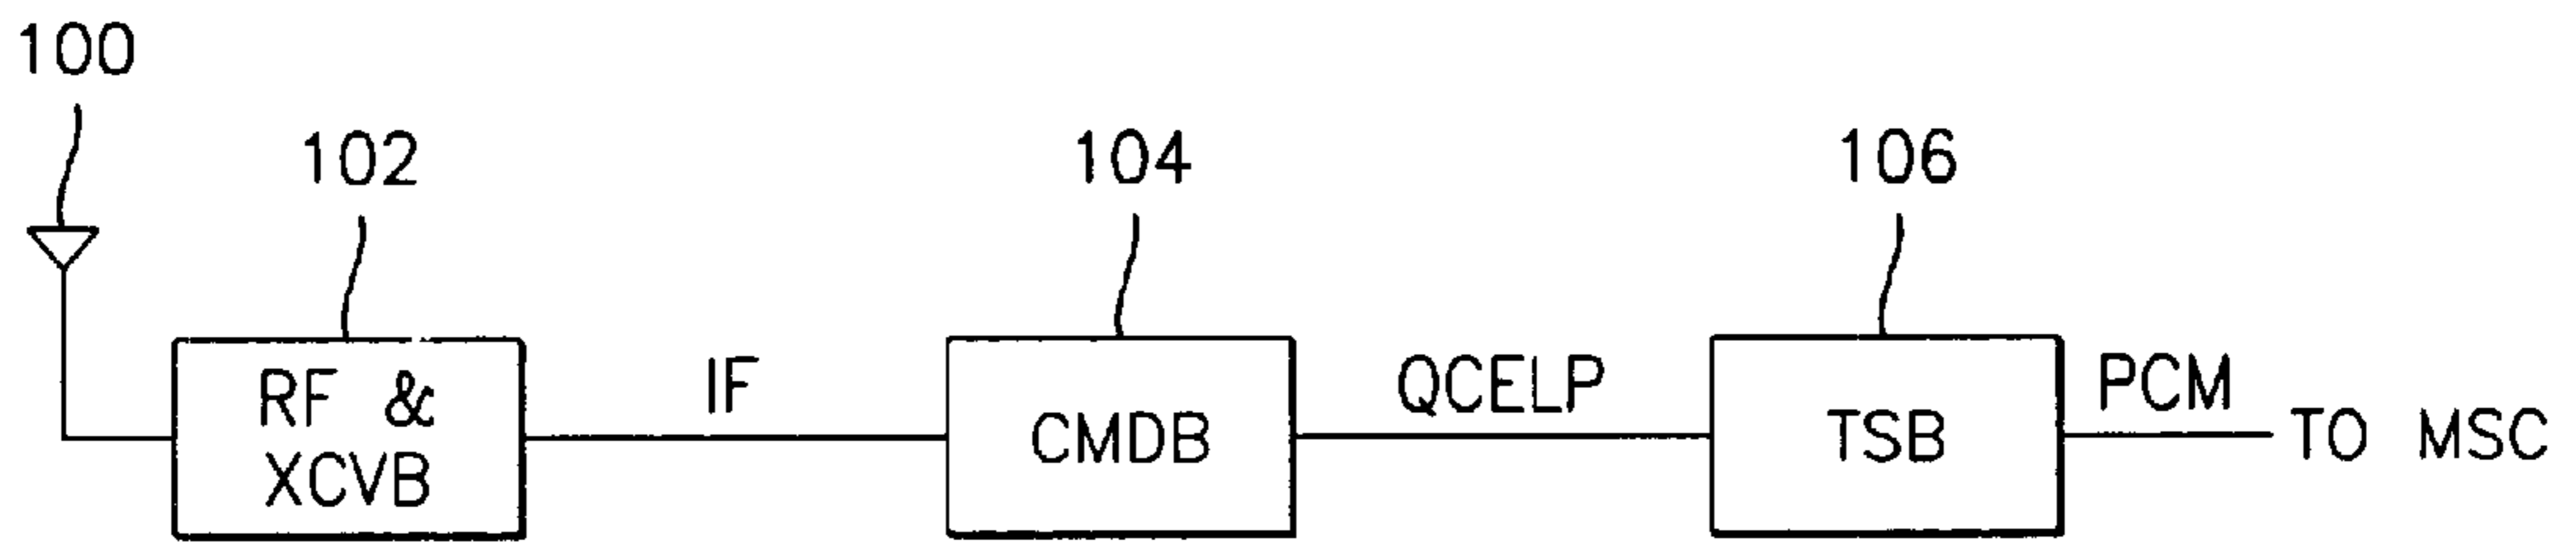 100
102
104
106
RF &
XCVB
IF
CMDB
QCELP
TSB
PCM
TO MSC